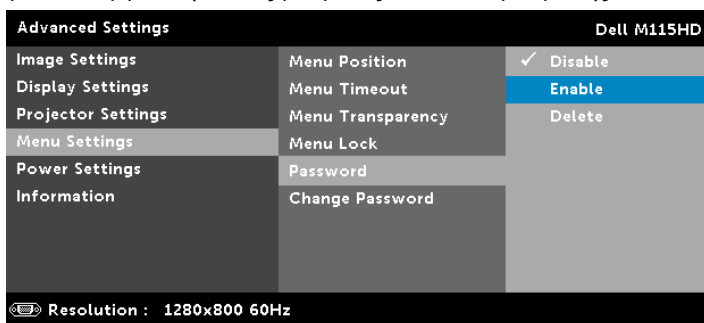 Advanced Settings Dell M115HD
Image Settings
Display Settings
Projector Settings
Menu Settings
Power Settings
Information
Menu Position
Menu Timeout
Menu Transparency
Menu Lock
Password
Change Password
✓ Disable
Enable
Delete
Resolution : 1280x800 60Hz